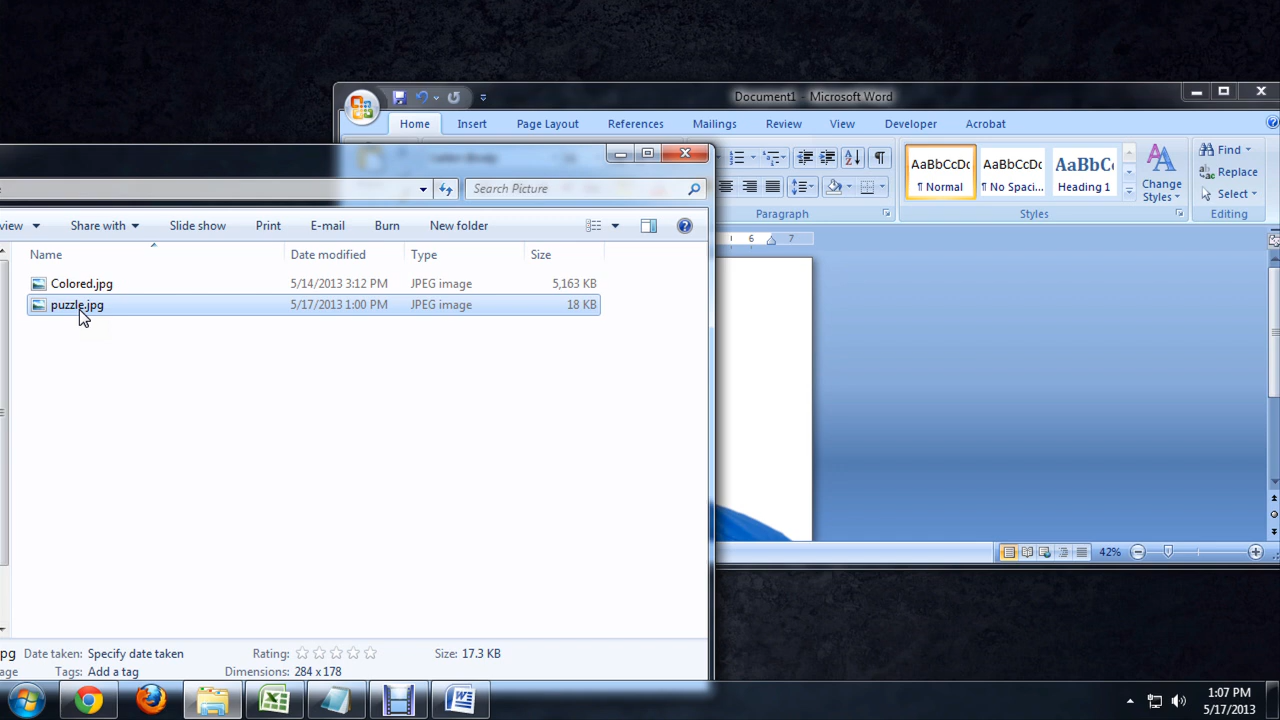 Document1 - Microsoft Word
Home Insert Page Layout References Mailings Review View Developer Acrobat
AaBbCcDc AaBbCcDc AaBbCc
¶ Normal ¶ No Spaci... Heading 1
Change
Styles
Find
Replace
Select
Paragraph Styles Editing
6 7
Search Picture
Share with Slide show Print E-mail Burn New folder
Name Date modified Type Size
Colored.jpg 5/14/2013 3:12 PM JPEG image 5,163 KB
puzzle.jpg 5/17/2013 1:00 PM JPEG image 18 KB
42%
Date taken: Specify date taken Rating: Size: 17.3 KB
Tags: Add a tag Dimensions: 284 x 178
1:07 PM
5/17/2013